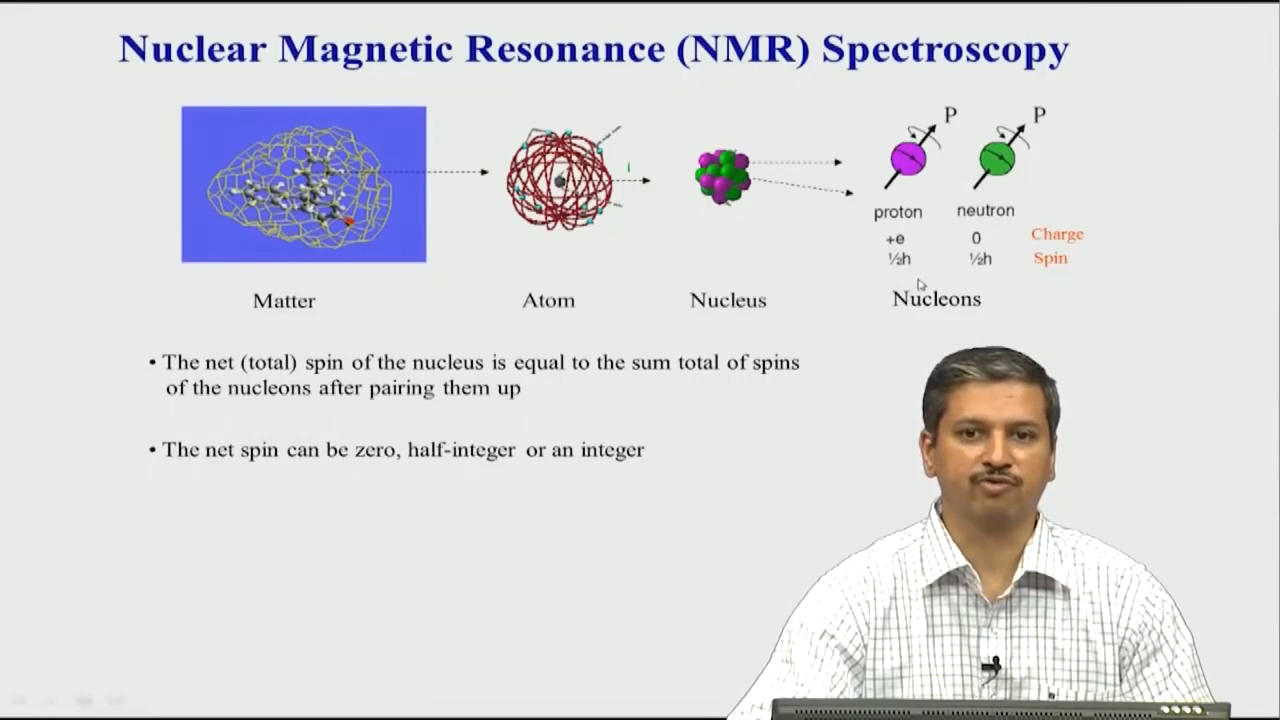 Nuclear Magnetic Resonance (NMR) Spectroscopy
P
P
proton
neutron
+e
0
Charge
½h
½h
Spin
Matter
Atom
Nucleus
Nucleons
• The net (total) spin of the nucleus is equal to the sum total of spins
of the nucleons after pairing them up
• The net spin can be zero, half-integer or an integer